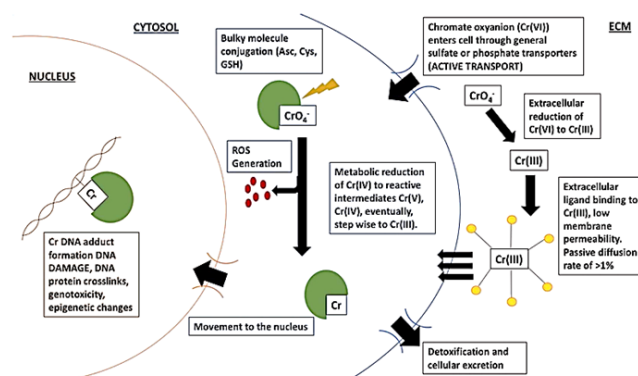 CYTOSOL
ECM
NUCLEUS
Bulky molecule
conjugation (Asc, Cys,
GSH)
CrO₄⁻
ROS
Generation
Metabolic reduction
of Cr(IV) to reactive
intermediates Cr(V),
Cr(IV), eventually,
step wise to Cr(III).
Cr
Movement to the nucleus
Cr
Cr DNA adduct
formation DNA
DAMAGE, DNA
protein crosslinks,
genotoxicity,
epigenetic changes
Chromate oxyanion (Cr(VI))
enters cell through general
sulfate or phosphate transporters
(ACTIVE TRANSPORT)
CrO₄⁻
Extracellular
reduction of
Cr(VI) to Cr(III)
Cr(III)
Extracellular
ligand binding to
Cr(III), low
membrane
permeability.
Passive diffusion
rate of >1%
Cr(III)
Detoxification and
cellular excretion